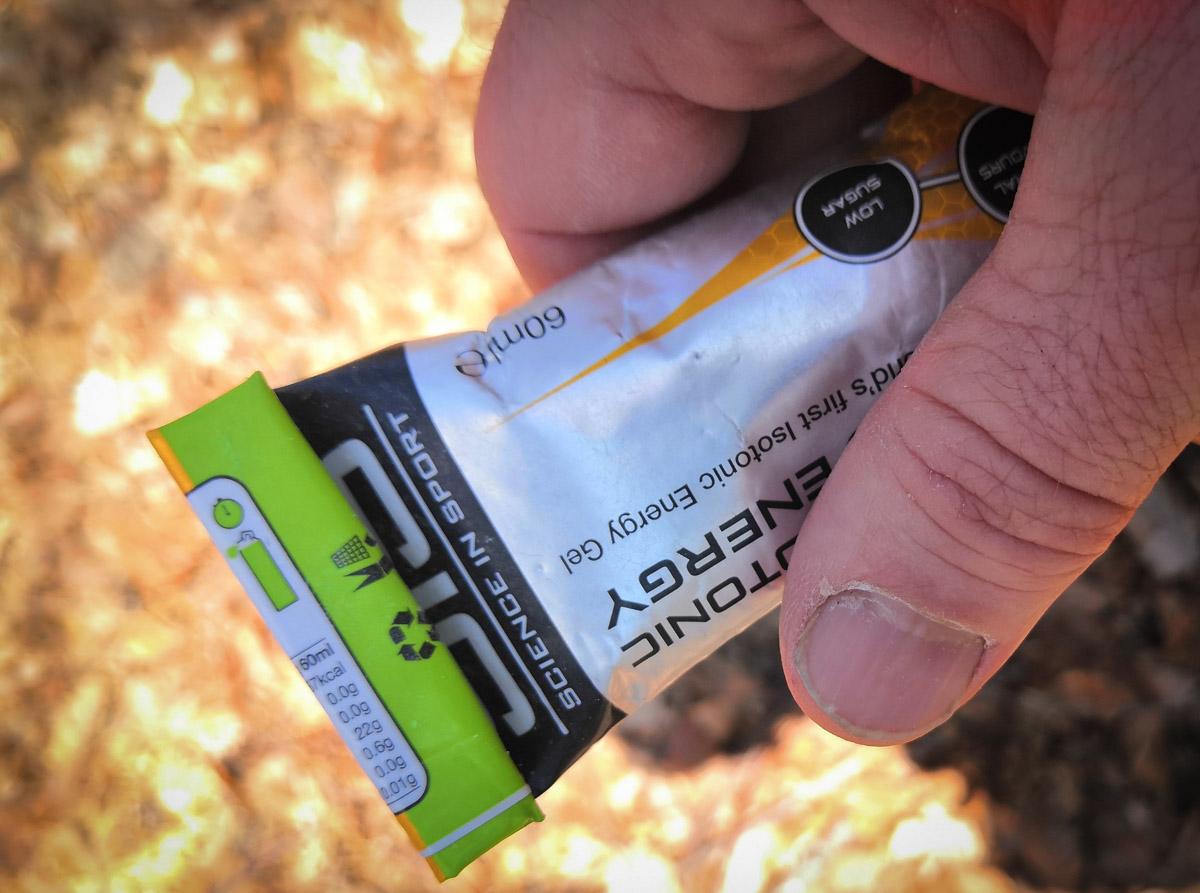 SiS
SCIENCE IN SPORT
TONIC
ENERGY
first Isotonic Energy Gel
60ml e
LOW
SUGAR
60ml
7kcal
0.0g
0.0g
22g
0.6g
0.0g
0.01g